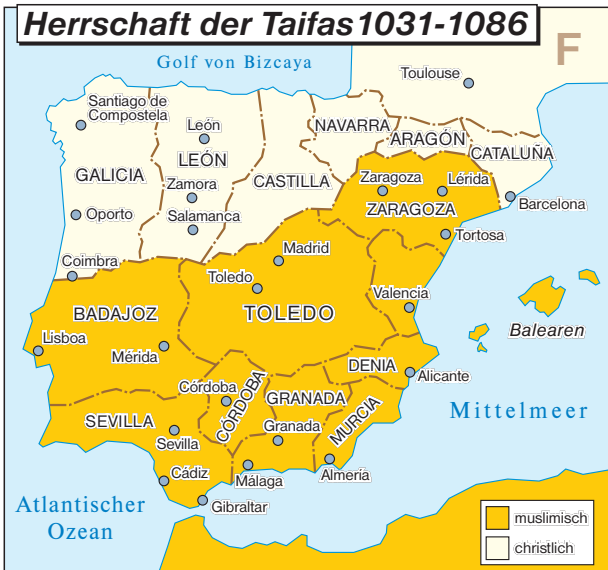 Herrschaft der Taifas 1031-1086
F
Golf von Bizcaya
Toulouse
Santiago de
Compostela
León
NAVARRA
ARAGÓN
CATALUÑA
LEÓN
GALICIA
CASTILLA
Zamora
Zaragoza
Lérida
Barcelona
Oporto
Salamanca
ZARAGOZA
Tortosa
Madrid
Coimbra
Toledo
Valencia
BADAJOZ
TOLEDO
Balearen
Lisboa
Mérida
DENIA
Alicante
Córdoba
CÓRDOBA
GRANADA
Mittelmeer
SEVILLA
MURCIA
Sevilla
Granada
Cádiz
Málaga
Almería
Atlantischer
Ozean
Gibraltar
muslimisch
christlich